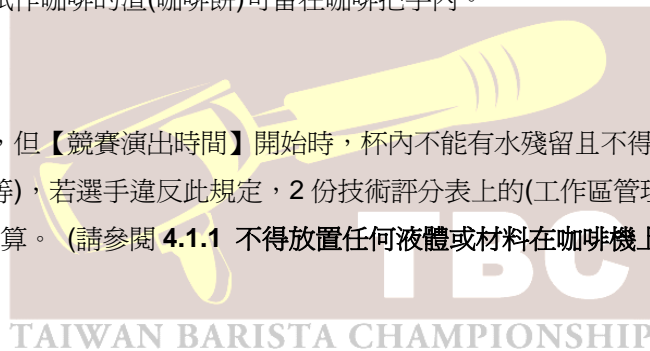 試作咖啡的渣(咖啡餅)可留在咖啡把手內。
，但【競賽演出時間】開始時，杯內不能有水殘留且不得
等)，若選手違反此規定，2 份技術評分表上的(工作區管理
算。 (請參閱 4.1.1 不得放置任何液體或材料在咖啡機上
TBC
TAIWAN BARISTA CHAMPIONSHIP